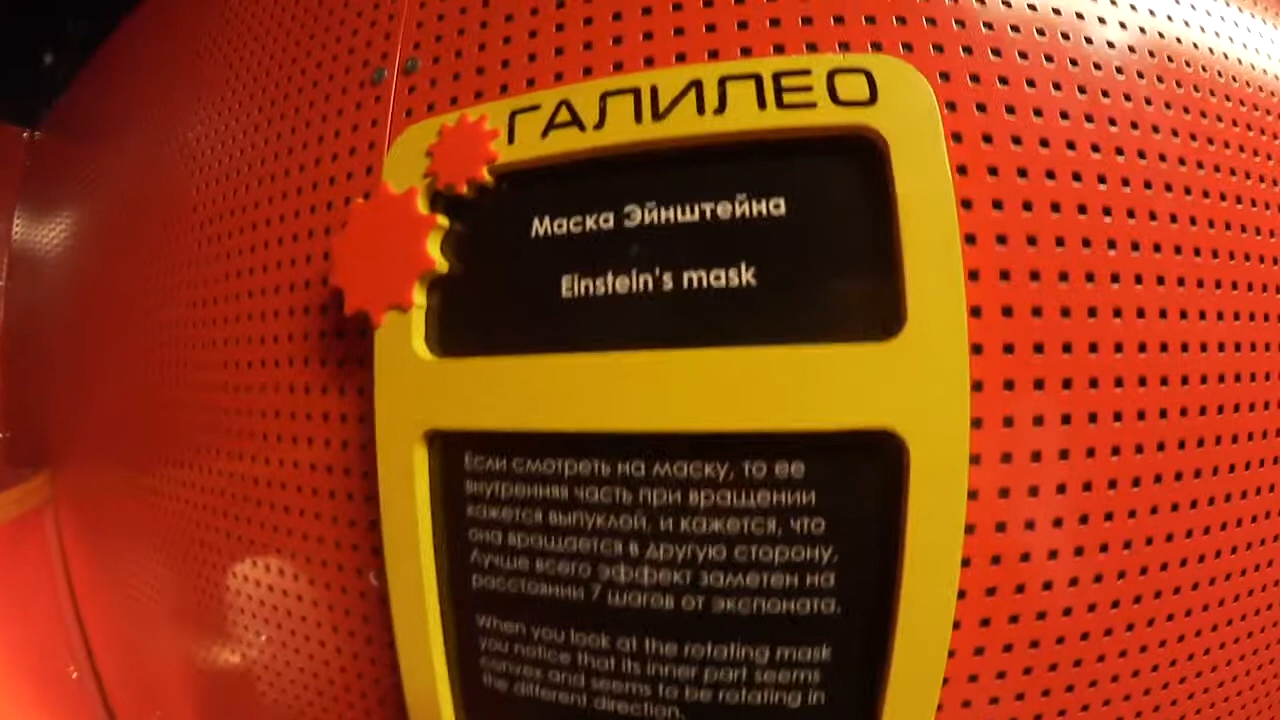 ГАЛИЛЕО
Маска Эйнштейна
Einstein's mask
Если смотреть на маску, то ее
внутренняя часть при вращении
кажется выпуклой, и кажется, что
она вращается в другую сторону.
Лучше всего эффект заметен на
расстоянии 7 шагов от экспоната.
When you look at the rotating mask
you notice that its inner part seems
convex and seems to be rotating in
the different direction.